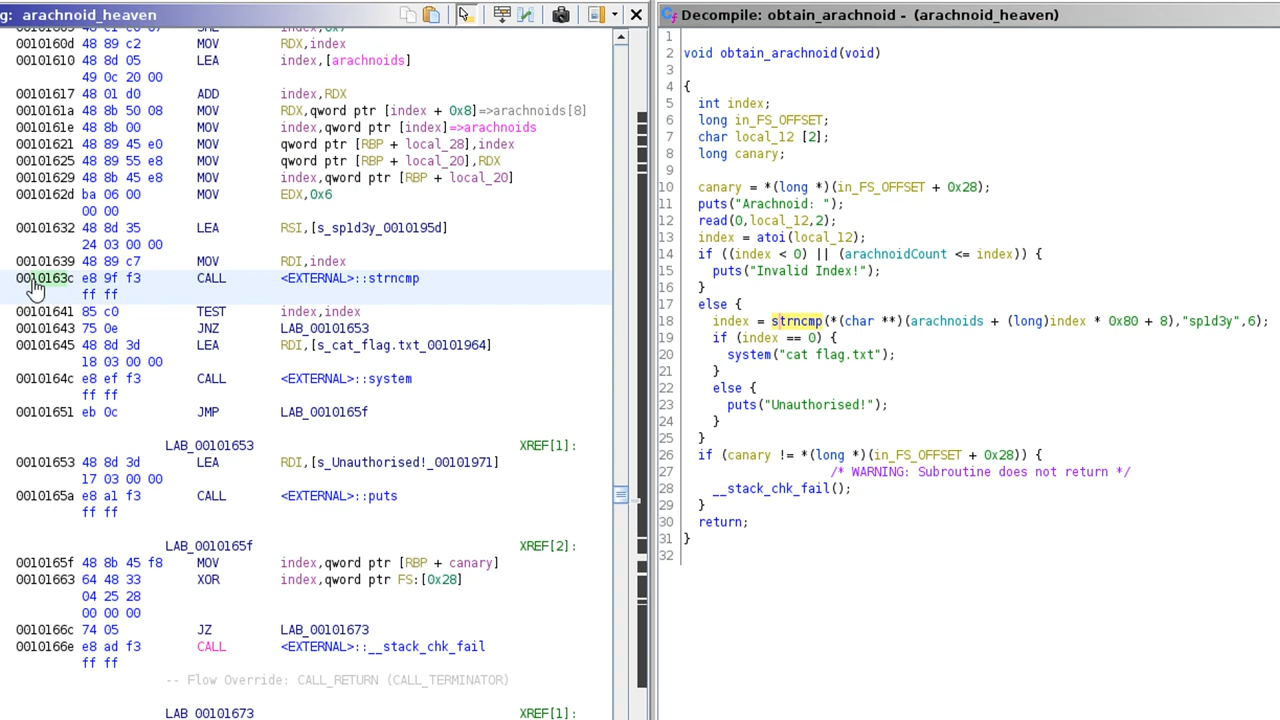 g: arachnoid_heaven
0010160d 48 89 c2 MOV RDX,index
00101610 48 8d 05 LEA index,[arachnoids]
49 0c 20 00
00101617 48 01 d0 ADD index,RDX
0010161a 48 8b 50 08 MOV RDX,qword ptr [index + 0x8]=>arachnoids[8]
0010161e 48 8b 00 MOV index,qword ptr [index]=>arachnoids
00101621 48 89 45 e0 MOV qword ptr [RBP + local_28],index
00101625 48 89 55 e8 MOV qword ptr [RBP + local_20],RDX
00101629 48 8b 45 e8 MOV index,qword ptr [RBP + local_20]
0010162d ba 06 00 MOV EDX,0x6
00 00
00101632 48 8d 35 LEA RSI,[s_sp1d3y_0010195d]
24 03 00 00
00101639 48 89 c7 MOV RDI,index
0010163c e8 9f f3 CALL <EXTERNAL>::strncmp
ff ff
00101641 85 c0 TEST index,index
00101643 75 0e JNZ LAB_00101653
00101645 48 8d 3d LEA RDI,[s_cat_flag.txt_00101964]
18 03 00 00
0010164c e8 ef f3 CALL <EXTERNAL>::system
ff ff
00101651 eb 0c JMP LAB_0010165f
LAB_00101653 XREF[1]:
00101653 48 8d 3d LEA RDI,[s_Unauthorised!_00101971]
17 03 00 00
0010165a e8 a1 f3 CALL <EXTERNAL>::puts
ff ff
LAB_0010165f XREF[2]:
0010165f 48 8b 45 f8 MOV index,qword ptr [RBP + canary]
00101663 64 48 33 XOR index,qword ptr FS:[0x28]
04 25 28
00 00 00
0010166c 74 05 JZ LAB_00101673
0010166e e8 ad f3 CALL <EXTERNAL>::__stack_chk_fail
ff ff
-- Flow Override: CALL_RETURN (CALL_TERMINATOR)
LAB_00101673 XREF[1]:
Decompile: obtain_arachnoid - (arachnoid_heaven)
1
2 void obtain_arachnoid(void)
3
4 {
5 int index;
6 long in_FS_OFFSET;
7 char local_12 [2];
8 long canary;
9
10 canary = *(long *)(in_FS_OFFSET + 0x28);
11 puts("Arachnoid: ");
12 read(0,local_12,2);
13 index = atoi(local_12);
14 if ((index < 0) || (arachnoidCount <= index)) {
15 puts("Invalid Index!");
16 }
17 else {
18 index = strncmp(*(char **)(arachnoids + (long)index * 0x80 + 8),"sp1d3y",6);
19 if (index == 0) {
20 system("cat flag.txt");
21 }
22 else {
23 puts("Unauthorised!");
24 }
25 }
26 if (canary != *(long *)(in_FS_OFFSET + 0x28)) {
27 /* WARNING: Subroutine does not return */
28 __stack_chk_fail();
29 }
30 return;
31 }
32